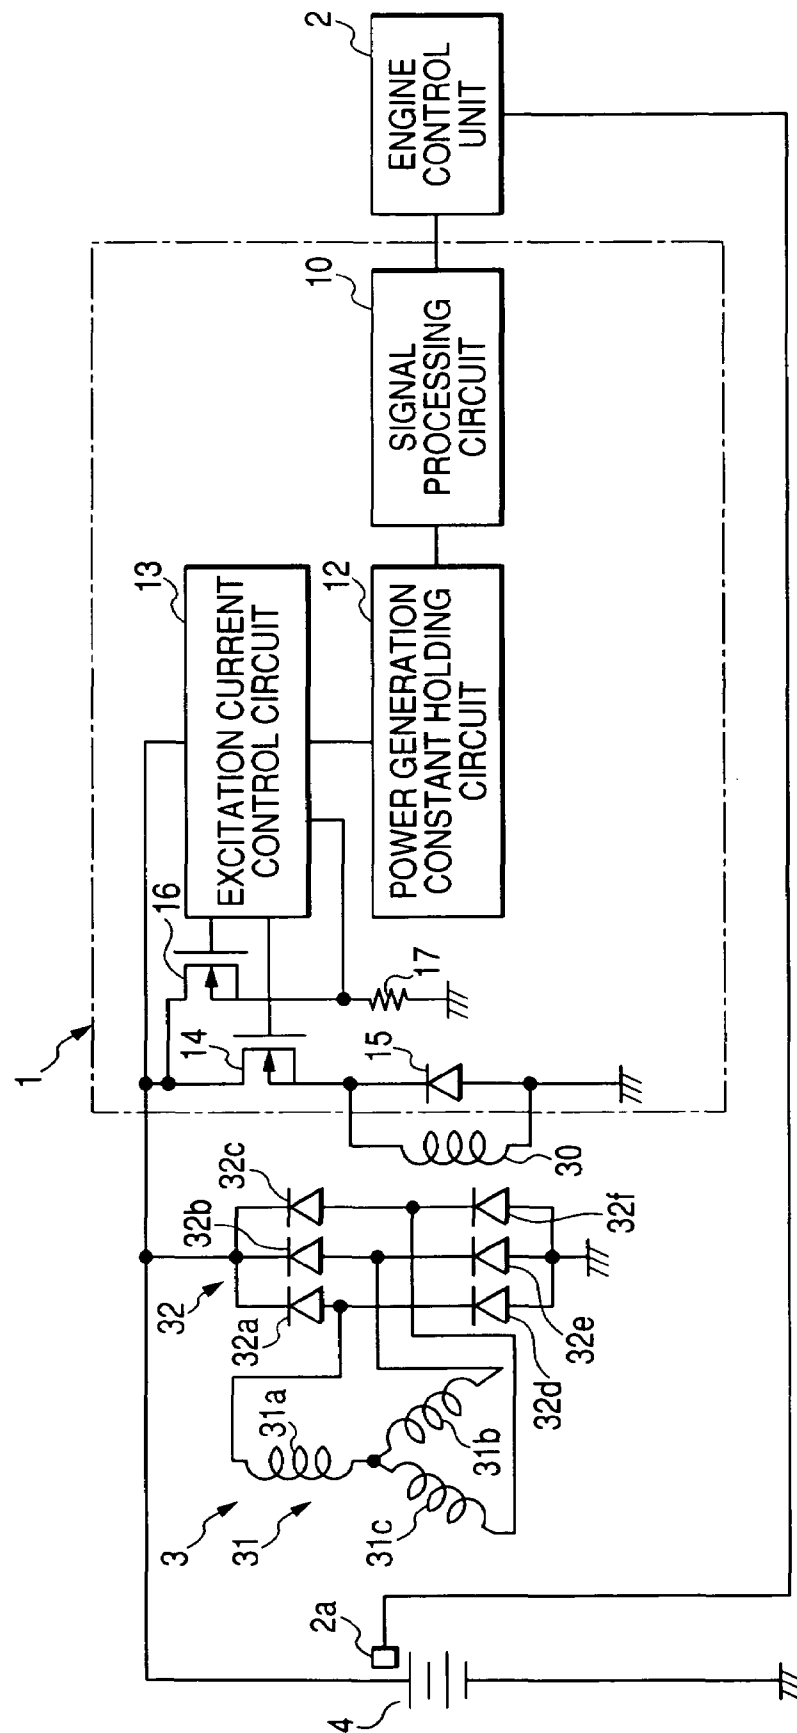 1
3
31
31a
31b
31c
32
32a
32b
32c
32d
32e
32f
30
4
2a
14
15
16
17
13
EXCITATION CURRENT
CONTROL CIRCUIT
12
POWER GENERATION
CONSTANT HOLDING
CIRCUIT
10
SIGNAL
PROCESSING
CIRCUIT
2
ENGINE
CONTROL
UNIT